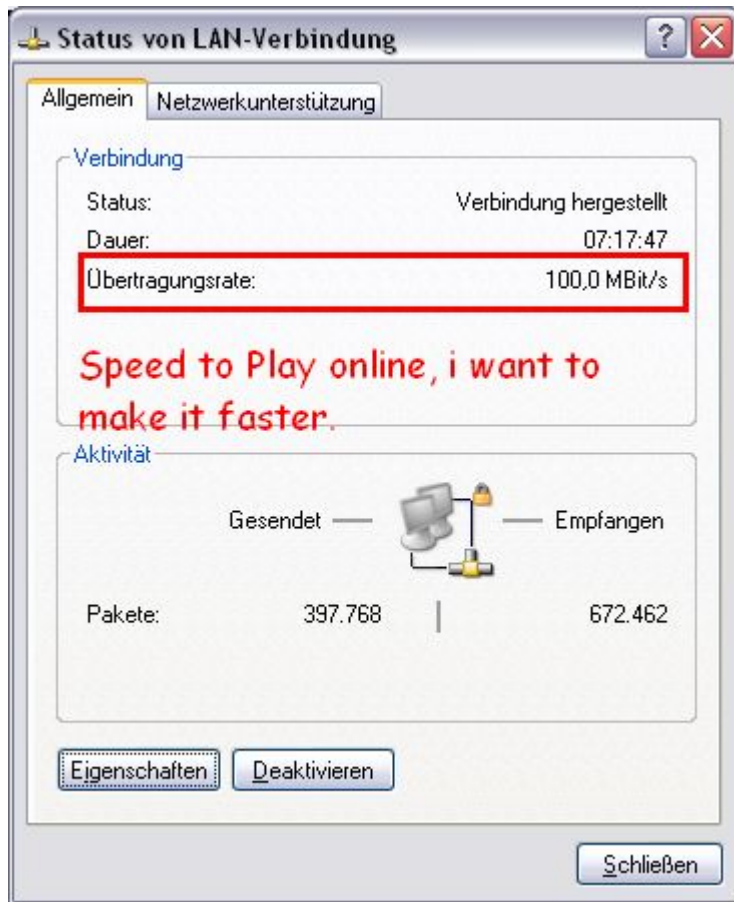 Status von LAN-Verbindung
Allgemein
Netzwerkunterstützung
Verbindung
Status: Verbindung hergestellt
Dauer: 07:17:47
Übertragungsrate: 100,0 MBit/s
Speed to Play online, i want to
make it faster.
Aktivität
Gesendet — — Empfangen
Pakete: 397.768 | 672.462
Eigenschaften
Deaktivieren
Schließen